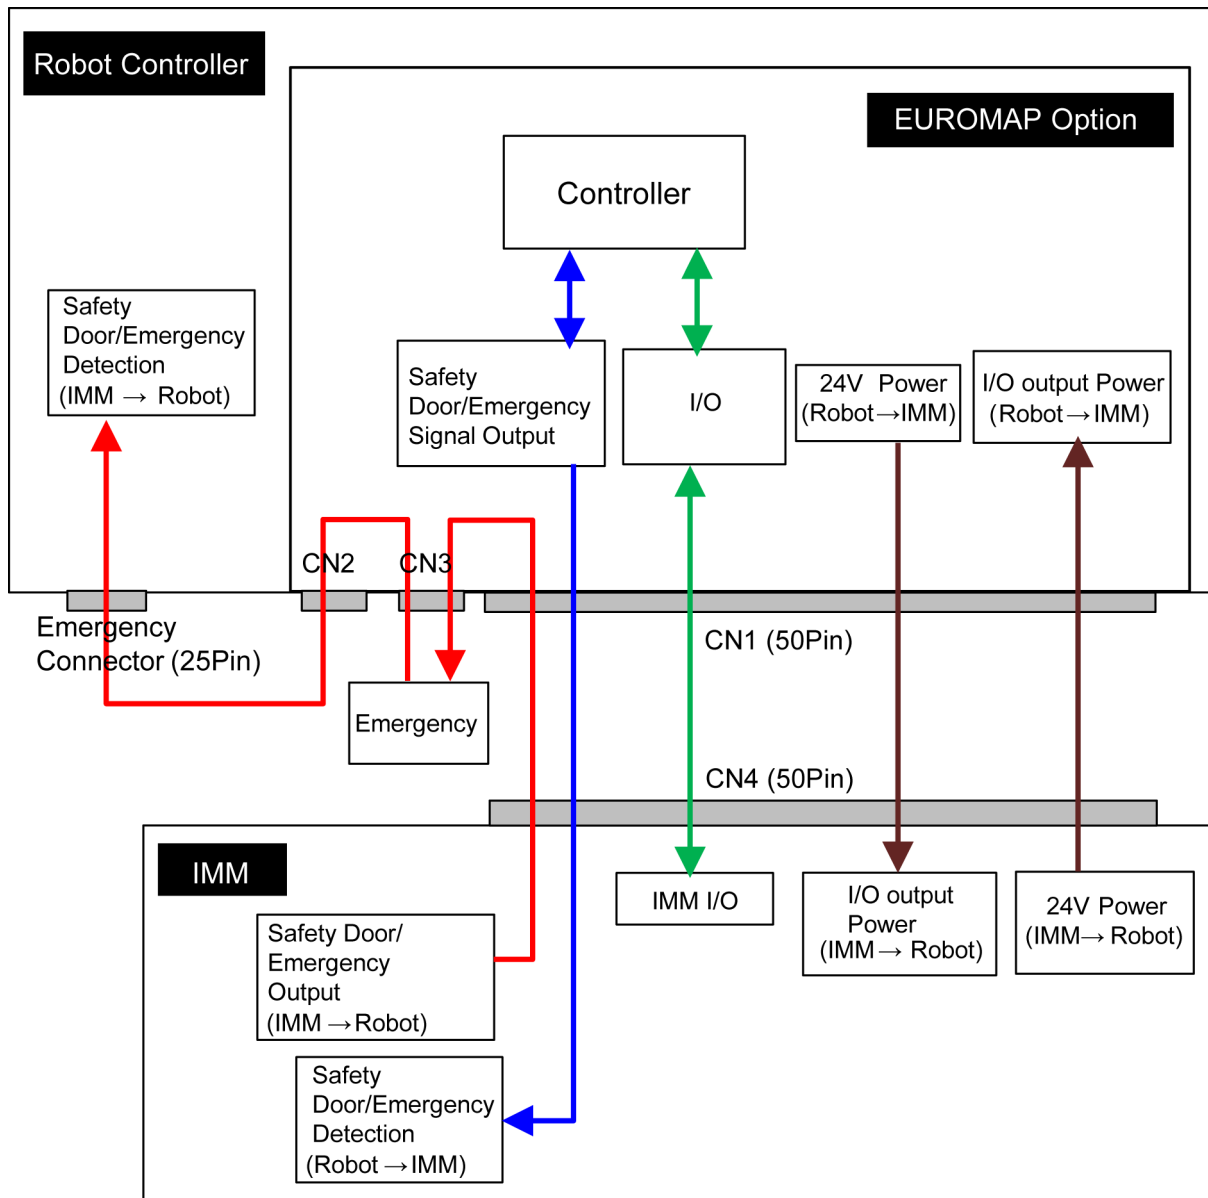 Robot Controller
EUROMAP Option
Controller
Safety
Door/Emergency
Detection
(IMM → Robot)
Safety
Door/Emergency
Signal Output
I/O
24V Power
(Robot→IMM)
I/O output Power
(Robot→IMM)
CN2
CN3
Emergency
Connector (25Pin)
CN1 (50Pin)
Emergency
CN4 (50Pin)
IMM
IMM I/O
I/O output
Power
(IMM→ Robot)
24V Power
(IMM→ Robot)
Safety Door/
Emergency
Output
(IMM →Robot)
Safety
Door/Emergency
Detection
(Robot →IMM)